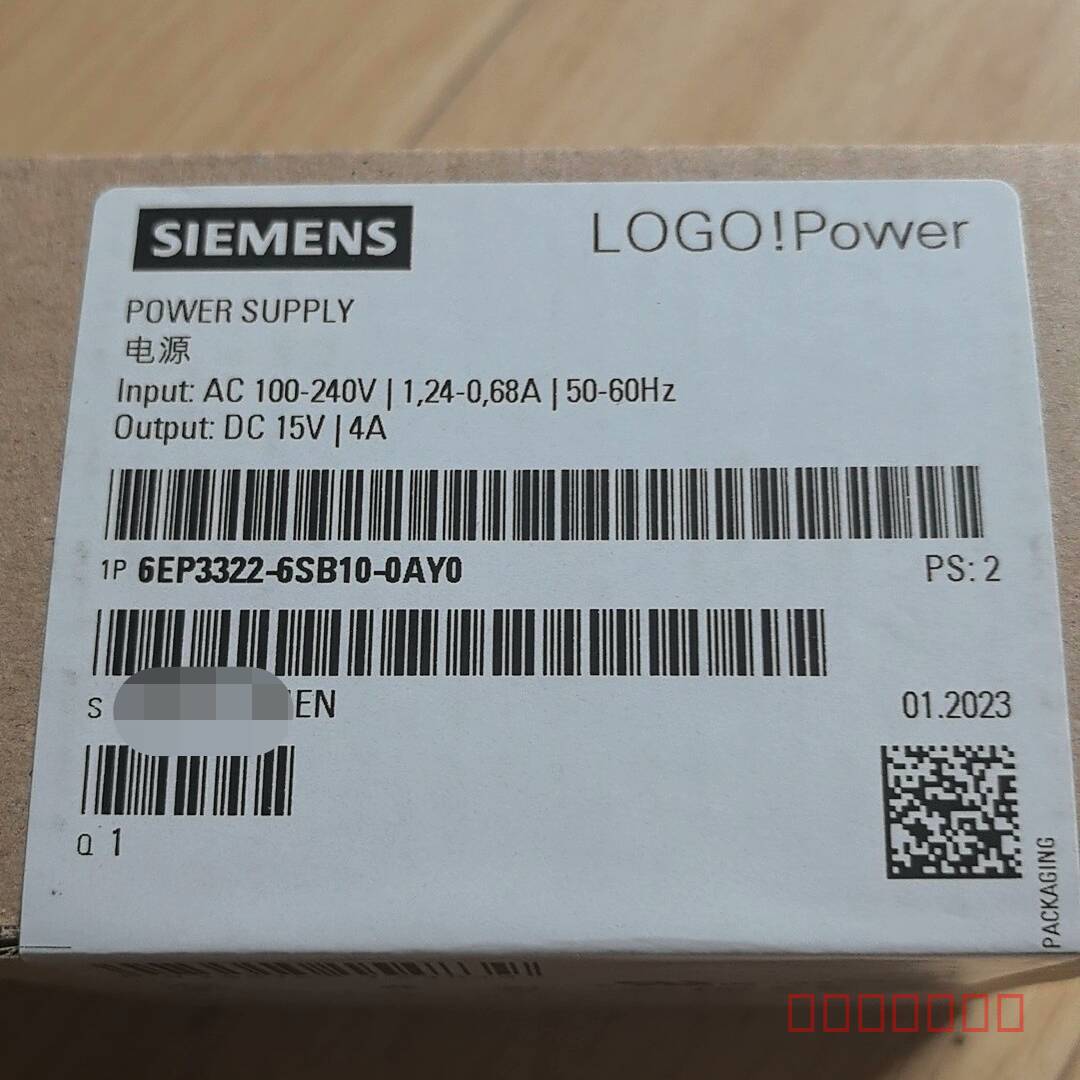 SIEMENS
LOGO!Power
POWER SUPPLY
电源
Input: AC 100-240V | 1,24-0,68A | 50-60Hz
Output: DC 15V | 4A
1P 6EP3322-6SB10-0AY0
PS: 2
S EN
01.2023
Q 1
PACKAGING